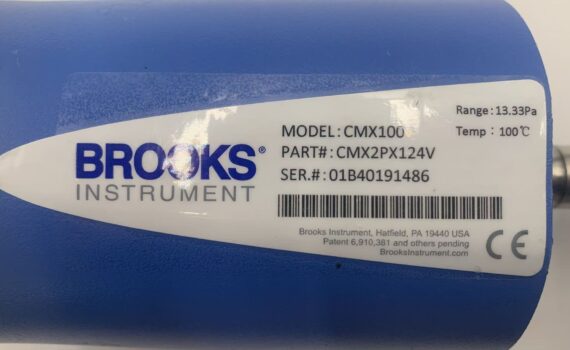 BROOKS®
INSTRUMENT
MODEL: CMX100
PART#: CMX2PX124V
SER.#: 01B40191486
Range: 13.33Pa
Temp : 100℃
Brooks Instrument, Hatfield, PA 19440 USA
Patent 6,910,381 and others pending
BrooksInstrument.com
CE